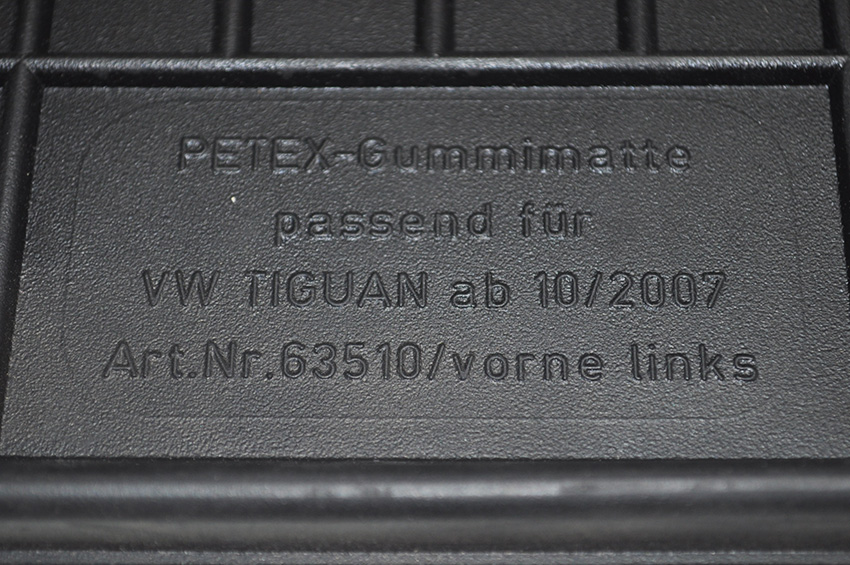 PETEX-Gummimatte
passend für
VW TIGUAN ab 10/2007
Art.Nr.63510/vorne links